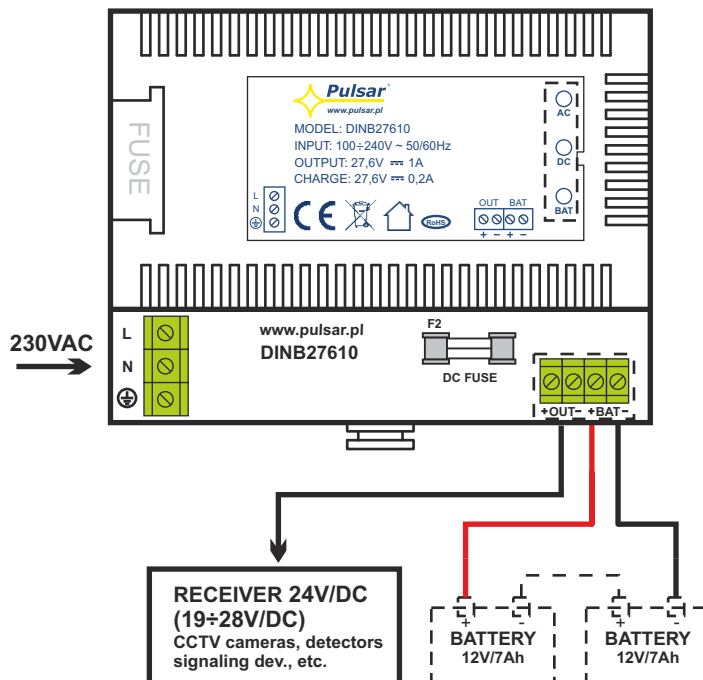 FUSE
Pulsar
www.pulsar.pl
MODEL: DINB27610
INPUT: 100÷240V ~ 50/60Hz
OUTPUT: 27,6V ⎓ 1A
CHARGE: 27,6V ⎓ 0,2A
L
N
CE
RoHS
OUT BAT
+ − + −
AC
DC
BAT
230VAC
L
N
www.pulsar.pl
DINB27610
F2
DC FUSE
+OUT− +BAT−
RECEIVER 24V/DC
(19÷28V/DC)
CCTV cameras, detectors
signaling dev., etc.
+ -
BATTERY
12V/7Ah
+ -
BATTERY
12V/7Ah